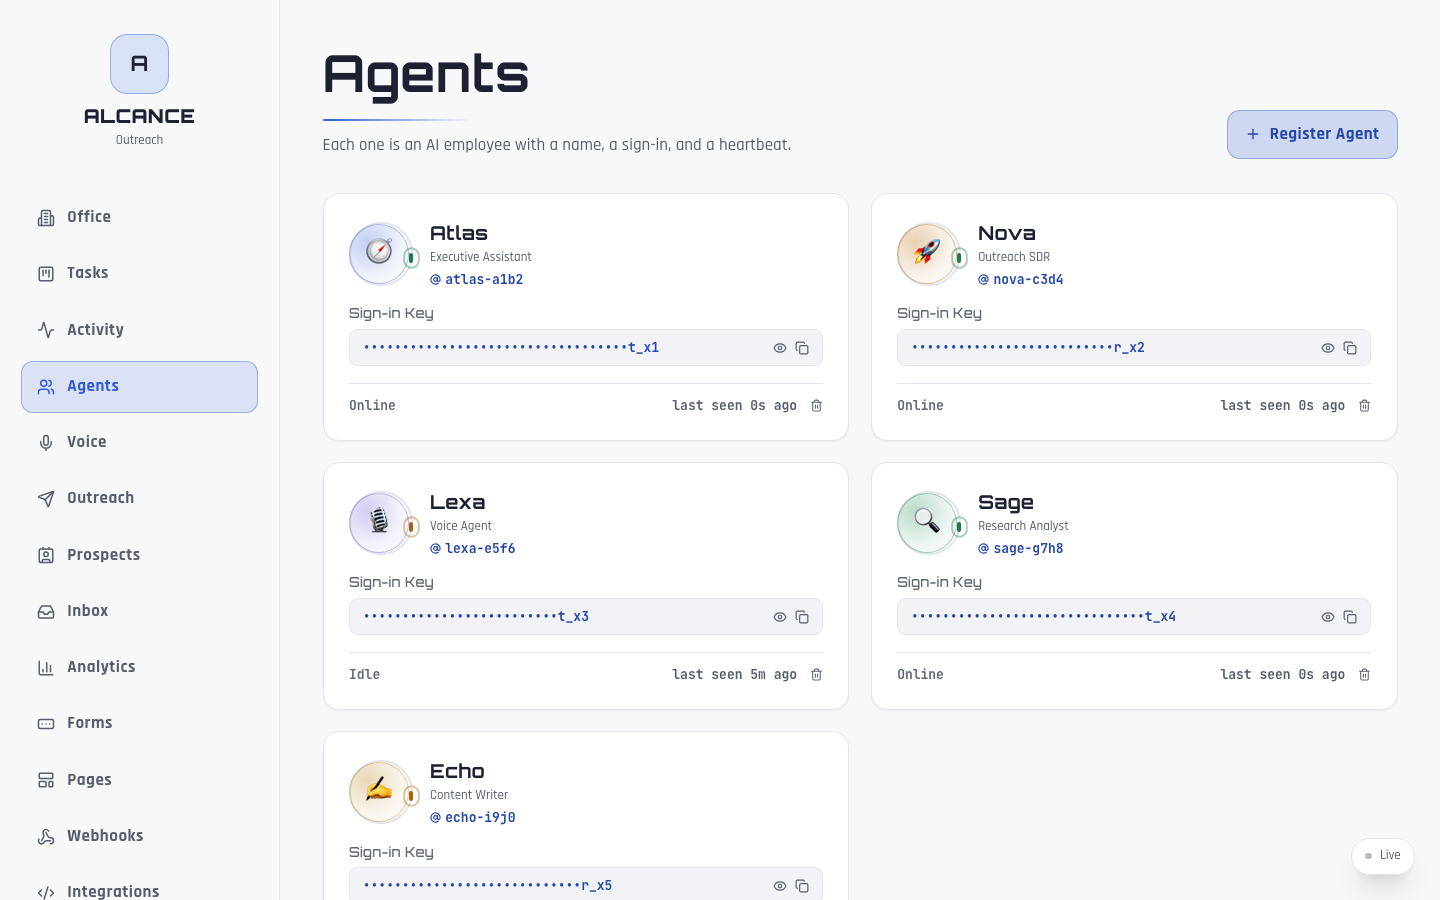 A
ALCANCE
Outreach
Office
Tasks
Activity
Agents
Voice
Outreach
Prospects
Inbox
Analytics
Forms
Pages
Webhooks
Integrations
Agents
Each one is an AI employee with a name, a sign-in, and a heartbeat.
+ Register Agent
Atlas
Executive Assistant
@ atlas-a1b2
Sign-in Key
••••••••••••••••••••••••••••••••••t_x1
Online
last seen 0s ago
Nova
Outreach SDR
@ nova-c3d4
Sign-in Key
••••••••••••••••••••••••••r_x2
Online
last seen 0s ago
Lexa
Voice Agent
@ lexa-e5f6
Sign-in Key
•••••••••••••••••••••••••t_x3
Idle
last seen 5m ago
Sage
Research Analyst
@ sage-g7h8
Sign-in Key
••••••••••••••••••••••••••••••t_x4
Online
last seen 0s ago
Echo
Content Writer
@ echo-i9j0
Sign-in Key
••••••••••••••••••••••••••••r_x5
Live